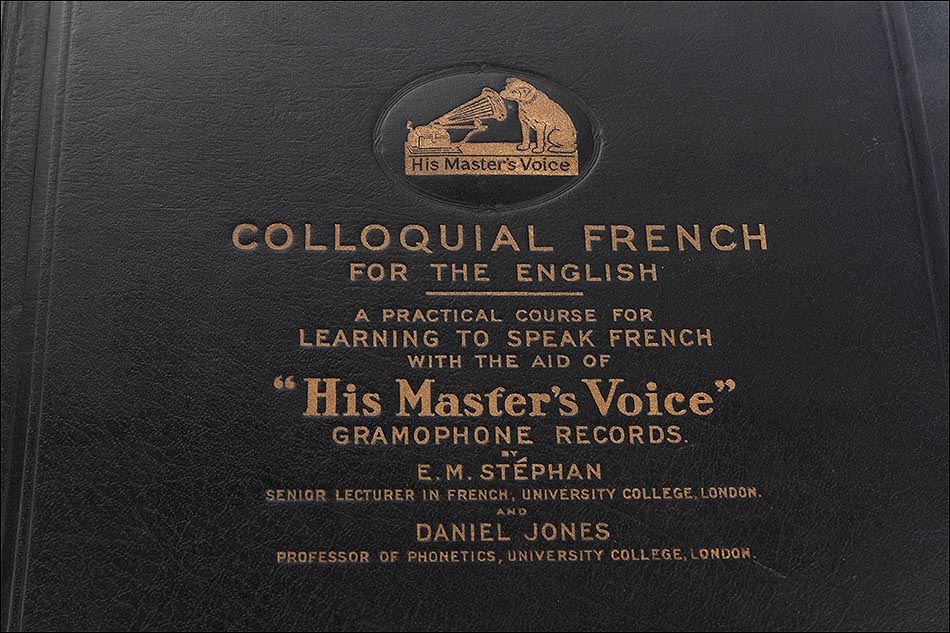 His Master's Voice
COLLOQUIAL FRENCH
FOR THE ENGLISH
A PRACTICAL COURSE FOR
LEARNING TO SPEAK FRENCH
WITH THE AID OF
"His Master's Voice"
GRAMOPHONE RECORDS.
BY
E.M. STÉPHAN
SENIOR LECTURER IN FRENCH, UNIVERSITY COLLEGE, LONDON.
AND
DANIEL JONES
PROFESSOR OF PHONETICS, UNIVERSITY COLLEGE, LONDON.